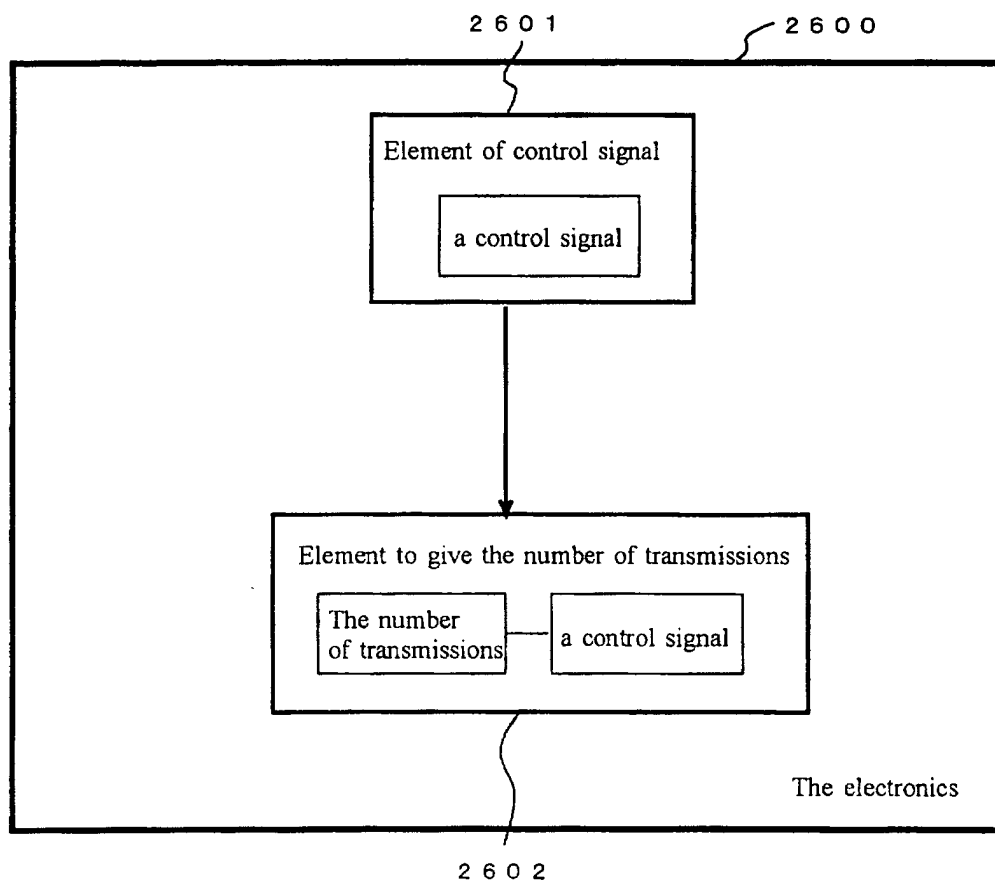 2601
2600
Element of control signal
a control signal
Element to give the number of transmissions
The number
of transmissions
a control signal
The electronics
2602